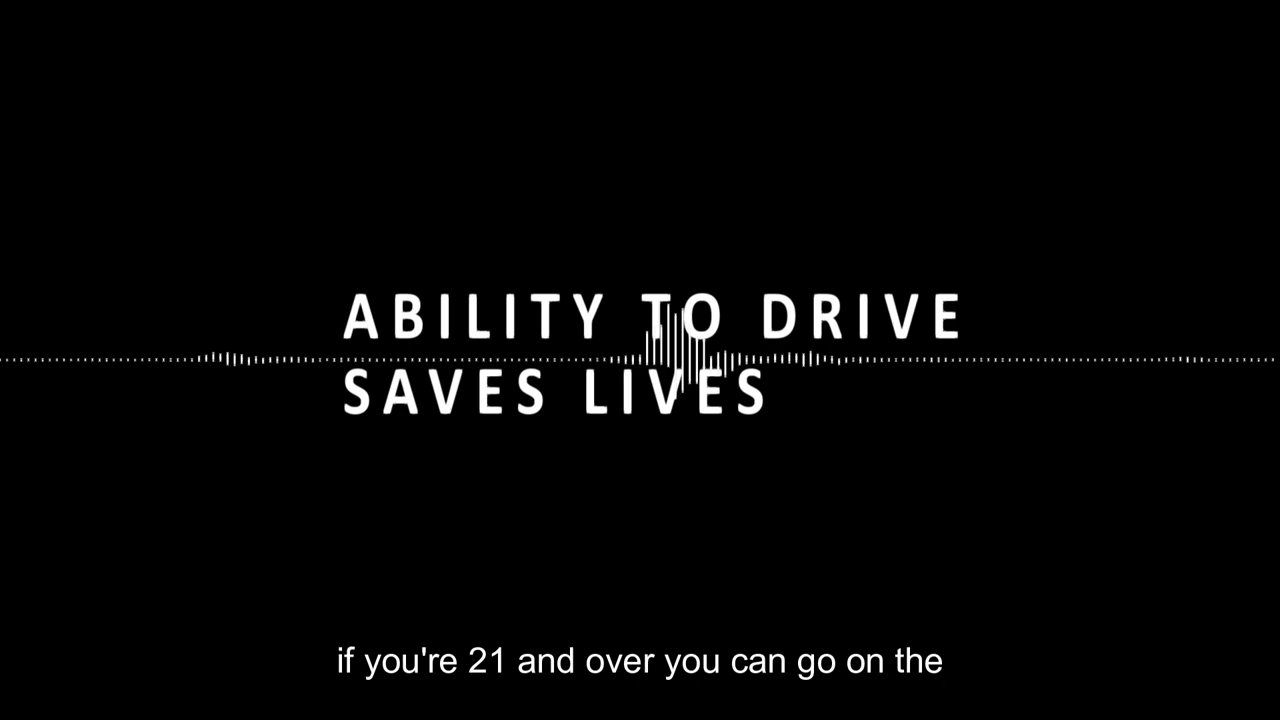 ABILITY TO DRIVE
SAVES LIVES
if you're 21 and over you can go on the